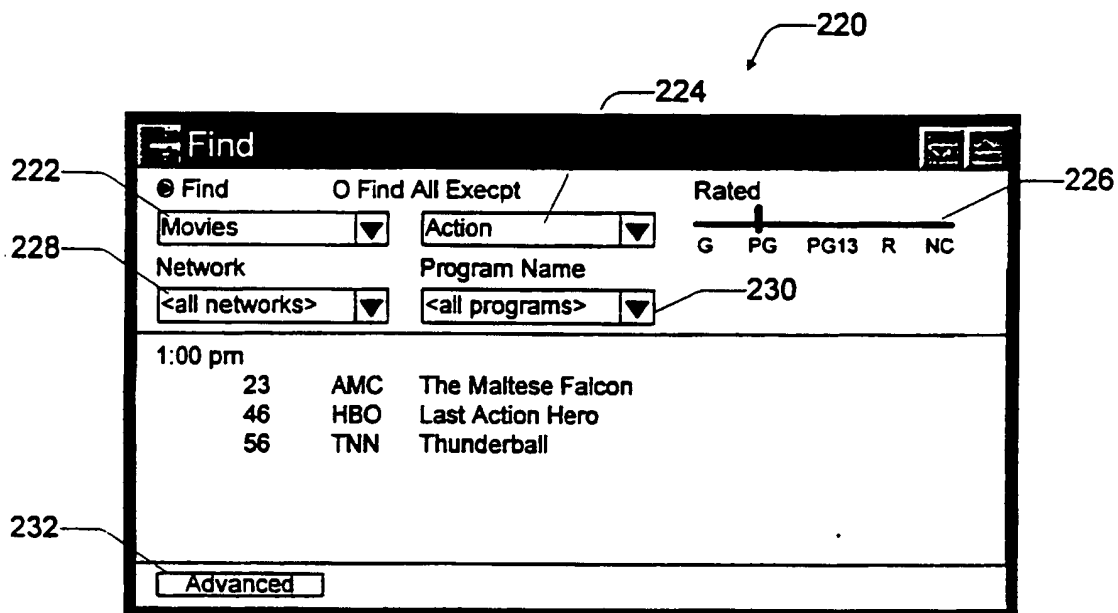 220
224
Find
222
Find O Find All Execpt Rated
226
Movies Action
G PG PG13 R NC
228
Network Program Name
230
<all networks> <all programs>
1:00 pm
23 AMC The Maltese Falcon
46 HBO Last Action Hero
56 TNN Thunderball
232
Advanced